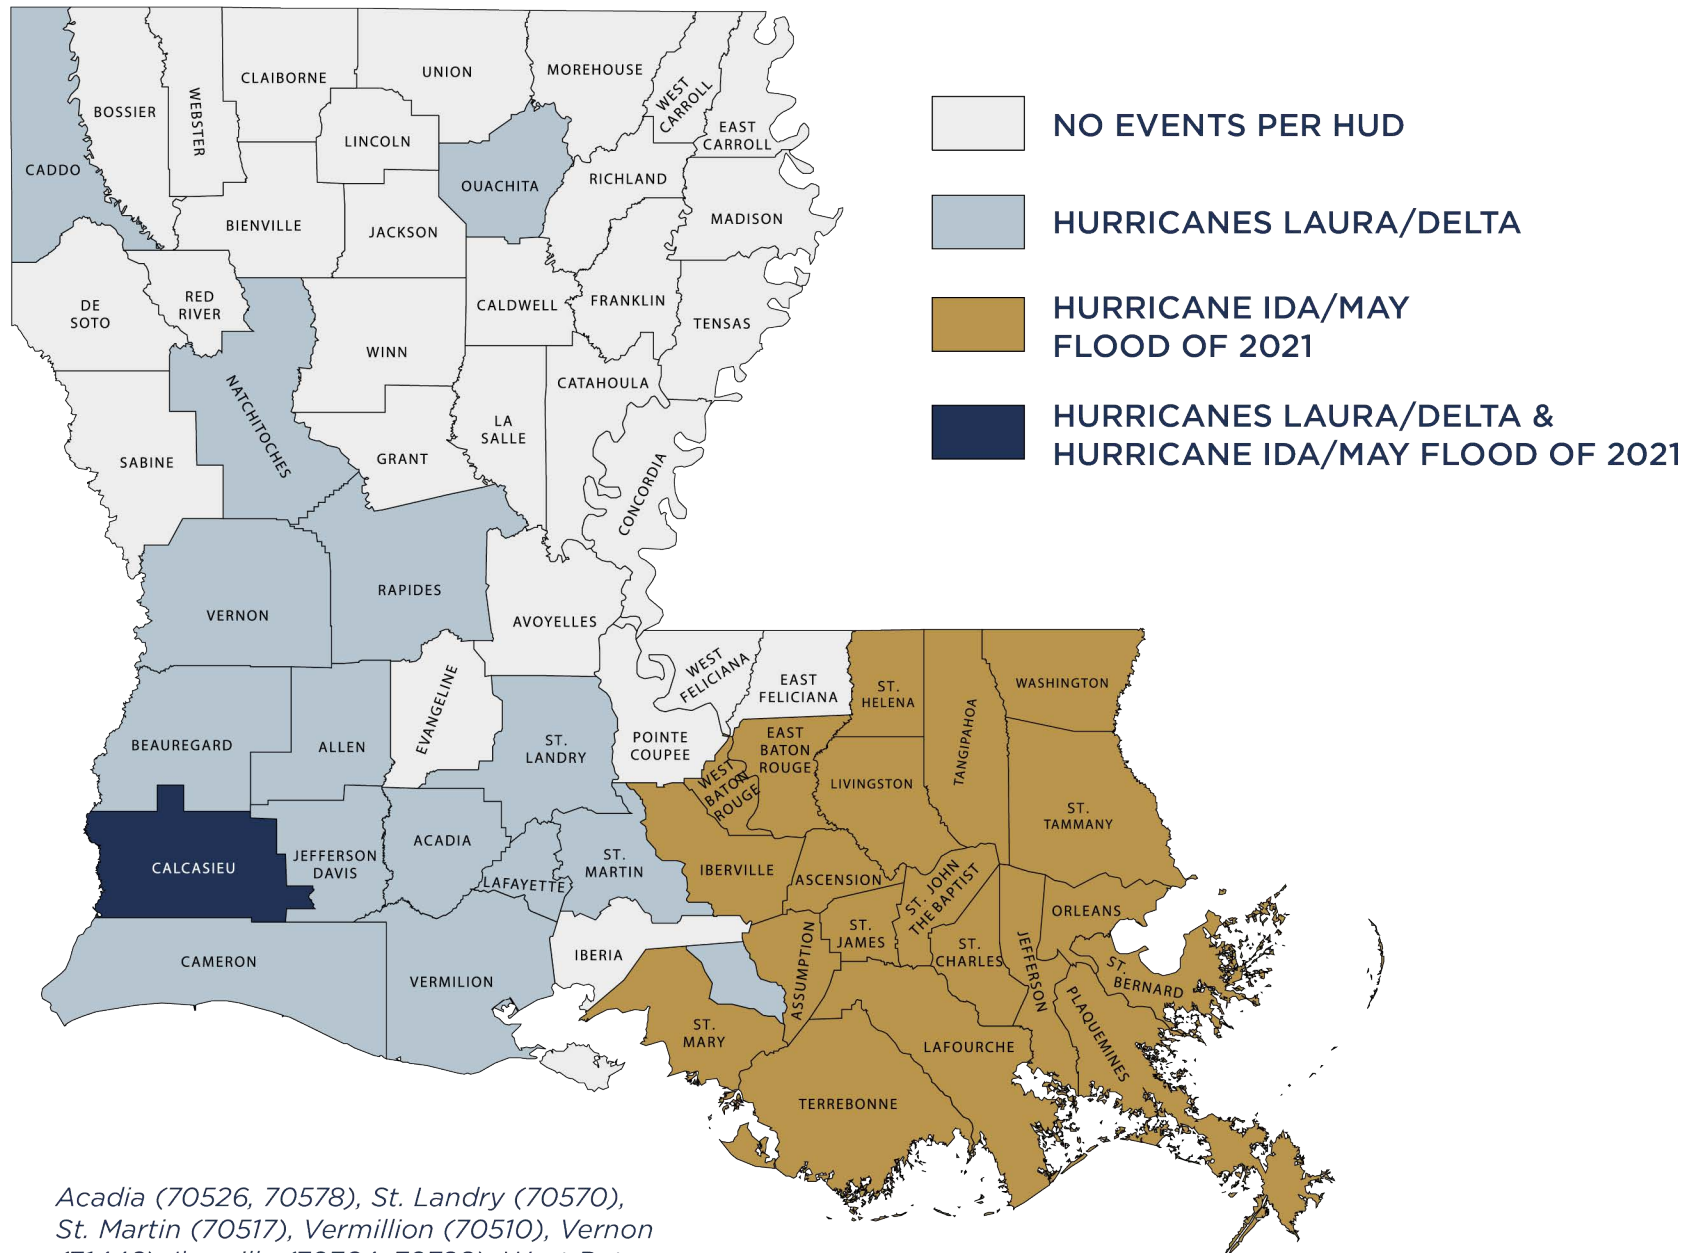 CLAIBORNE
UNION
MOREHOUSE
WEST
CARROLL
BOSSIER
WEBSTER
LINCOLN
EAST
CARROLL
CADDO
OUACHITA
RICHLAND
BIENVILLE
JACKSON
MADISON
DE
SOTO
RED
RIVER
CALDWELL
FRANKLIN
TENSAS
WINN
NATCHITOCHES
CATAHOULA
LA
SALLE
SABINE
GRANT
CONCORDIA
VERNON
RAPIDES
AVOYELLES
WEST
FELICIANA
EAST
FELICIANA
ST.
HELENA
TANGIPAHOA
WASHINGTON
BEAUREGARD
ALLEN
EVANGELINE
ST.
LANDRY
POINTE
COUPEE
WEST
BATON
ROUGE
EAST
BATON
ROUGE
LIVINGSTON
ST.
TAMMANY
CALCASIEU
JEFFERSON
DAVIS
ACADIA
LAFAYETTE
ST.
MARTIN
IBERVILLE
ASCENSION
ST. JOHN
THE BAPTIST
ORLEANS
CAMERON
VERMILION
IBERIA
ASSUMPTION
ST.
JAMES
ST.
CHARLES
JEFFERSON
ST.
BERNARD
PLAQUEMINES
ST.
MARY
LAFOURCHE
TERREBONNE
NO EVENTS PER HUD
HURRICANES LAURA/DELTA
HURRICANE IDA/MAY
FLOOD OF 2021
HURRICANES LAURA/DELTA &
HURRICANE IDA/MAY FLOOD OF 2021
Acadia (70526, 70578), St. Landry (70570),
St. Martin (70517), Vermillion (70510), Vernon